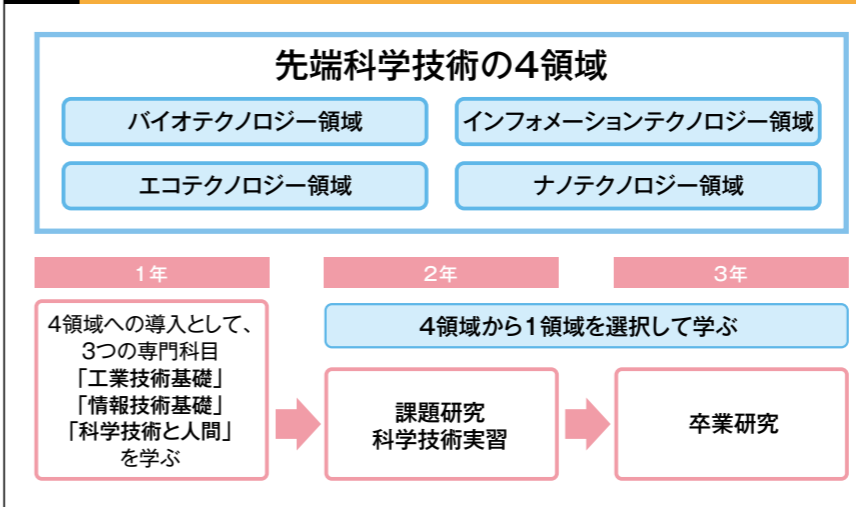 先端科学技術の4領域
バイオテクノロジー領域
インフォメーションテクノロジー領域
エコテクノロジー領域
ナノテクノロジー領域
1年
2年
3年
4領域への導入として、
3つの専門科目
「工業技術基礎」
「情報技術基礎」
「科学技術と人間」
を学ぶ
4領域から1領域を選択して学ぶ
課題研究
科学技術実習
卒業研究